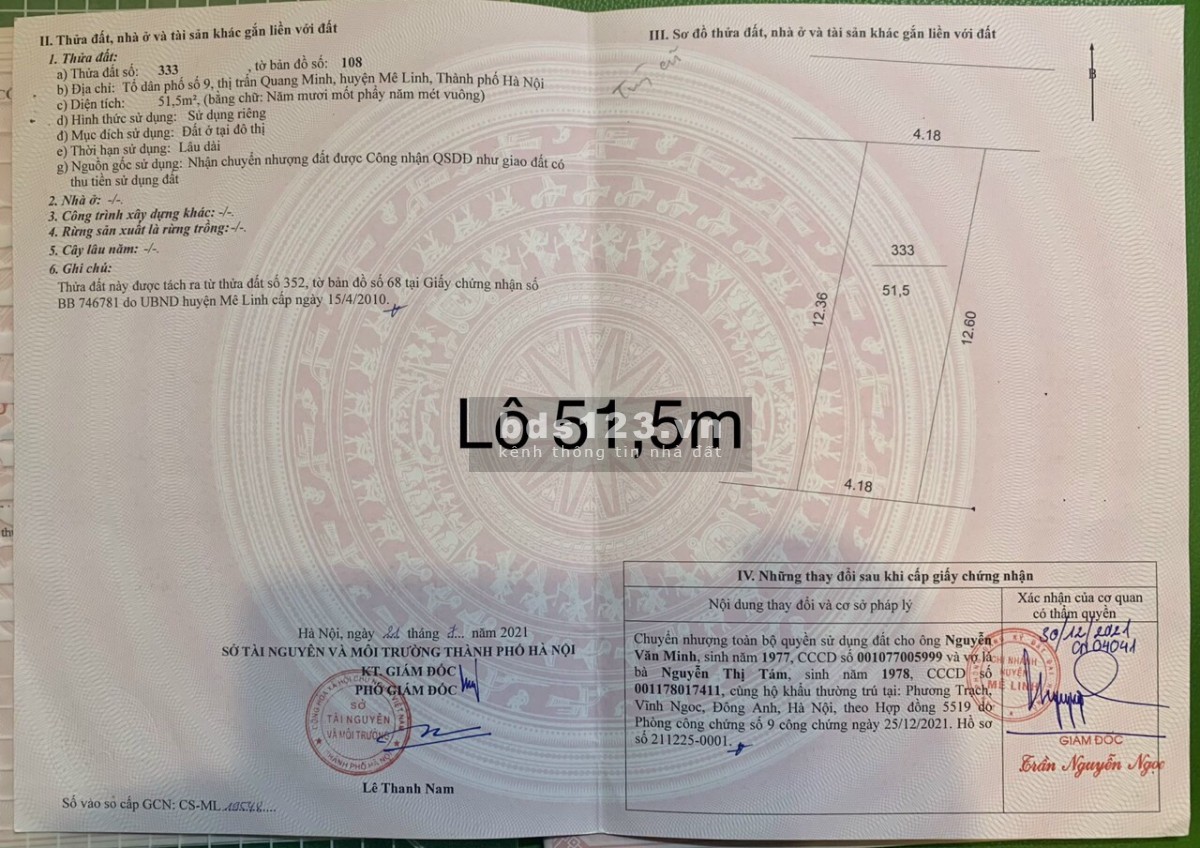 II. Thửa đất, nhà ở và tài sản khác gắn liền với đất
1. Thửa đất:
a) Thửa đất số: 333 , tờ bản đồ số: 108
b) Địa chỉ: Tổ dân phố số 9, thị trấn Quang Minh, huyện Mê Linh, Thành phố Hà Nội
c) Diện tích: 51,5m², (bằng chữ: Năm mươi mốt phẩy năm mét vuông)
d) Hình thức sử dụng: Sử dụng riêng
đ) Mục đích sử dụng: Đất ở tại đô thị
e) Thời hạn sử dụng: Lâu dài
g) Nguồn gốc sử dụng: Nhận chuyển nhượng đất được Công nhận QSDĐ như giao đất có
thu tiền sử dụng đất
2. Nhà ở: -/-.
3. Công trình xây dựng khác: -/-.
4. Rừng sản xuất là rừng trồng:-/-.
5. Cây lâu năm: -/-.
6. Ghi chú:
Thửa đất này được tách ra từ thửa đất số 352, tờ bản đồ số 68 tại Giấy chứng nhận số
BB 746781 do UBND huyện Mê Linh cấp ngày 15/4/2010.
Hà Nội, ngày 21 tháng năm 2021
SỞ TÀI NGUYÊN VÀ MÔI TRƯỜNG THÀNH PHỐ HÀ NỘI
KT. GIÁM ĐỐC
PHÓ GIÁM ĐỐC
SỞ
TÀI NGUYÊN
VÀ MÔI TRƯỜNG
THÀNH PHỐ HÀ NỘI
Lê Thanh Nam
Số vào sổ cấp GCN: CS-ML
III. Sơ đồ thửa đất, nhà ở và tài sản khác gắn liền với đất
B
4.18
333
51,5
12.36
12.60
4.18
Lô 51,5m
bds123.vn
kênh thông tin nhà đất
IV. Những thay đổi sau khi cấp giấy chứng nhận
Nội dung thay đổi và cơ sở pháp lý
Xác nhận của cơ quan
có thẩm quyền
Chuyển nhượng toàn bộ quyền sử dụng đất cho ông Nguyễn
Văn Minh, sinh năm 1977, CCCD số 001077005999 và vợ là
bà Nguyễn Thị Tám, sinh năm 1978, CCCD số
001178017411, cùng hộ khẩu thường trú tại: Phương Trạch,
Vĩnh Ngọc, Đông Anh, Hà Nội, theo Hợp đồng 5519 do
Phòng công chứng số 9 công chứng ngày 25/12/2021. Hồ sơ
số 211225-0001.
30/12/2021
CD04041
CHI NHÁNH
HUYỆN
MÊ LINH
GIÁM ĐỐC
Trần Nguyễn Ngọc